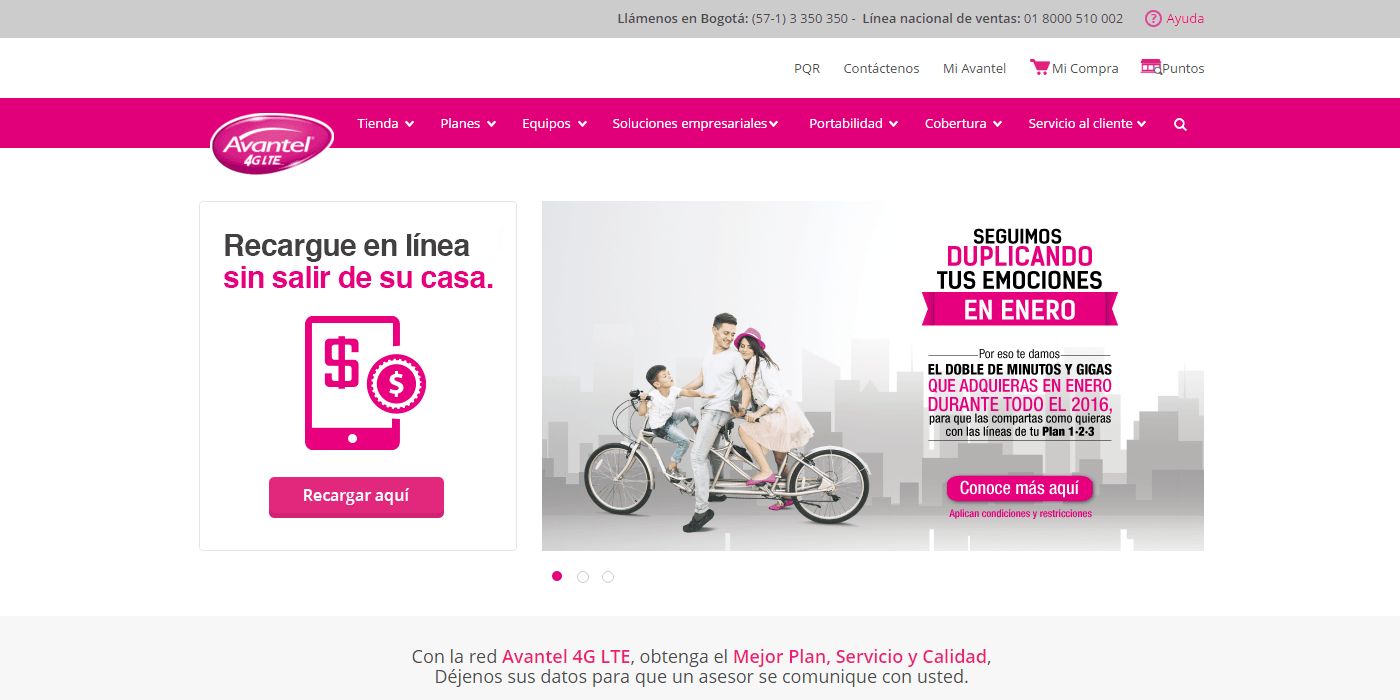 Llámenos en Bogotá: (57-1) 3 350 350 - Línea nacional de ventas: 01 8000 510 002
? Ayuda
PQR Contáctenos Mi Avantel Mi Compra Puntos
Avantel
4G LTE
Tienda Planes Equipos Soluciones empresariales Portabilidad Cobertura Servicio al cliente
Recargue en línea
sin salir de su casa.
$
$
Recargar aquí
SEGUIMOS
DUPLICANDO
TUS EMOCIONES
EN ENERO
Por eso te damos
EL DOBLE DE MINUTOS Y GIGAS
QUE ADQUIERAS EN ENERO
DURANTE TODO EL 2016,
para que las compartas como quieras
con las líneas de tu Plan 1-2-3
Conoce más aquí
Aplican condiciones y restricciones
Con la red Avantel 4G LTE, obtenga el Mejor Plan, Servicio y Calidad,
Déjenos sus datos para que un asesor se comunique con usted.